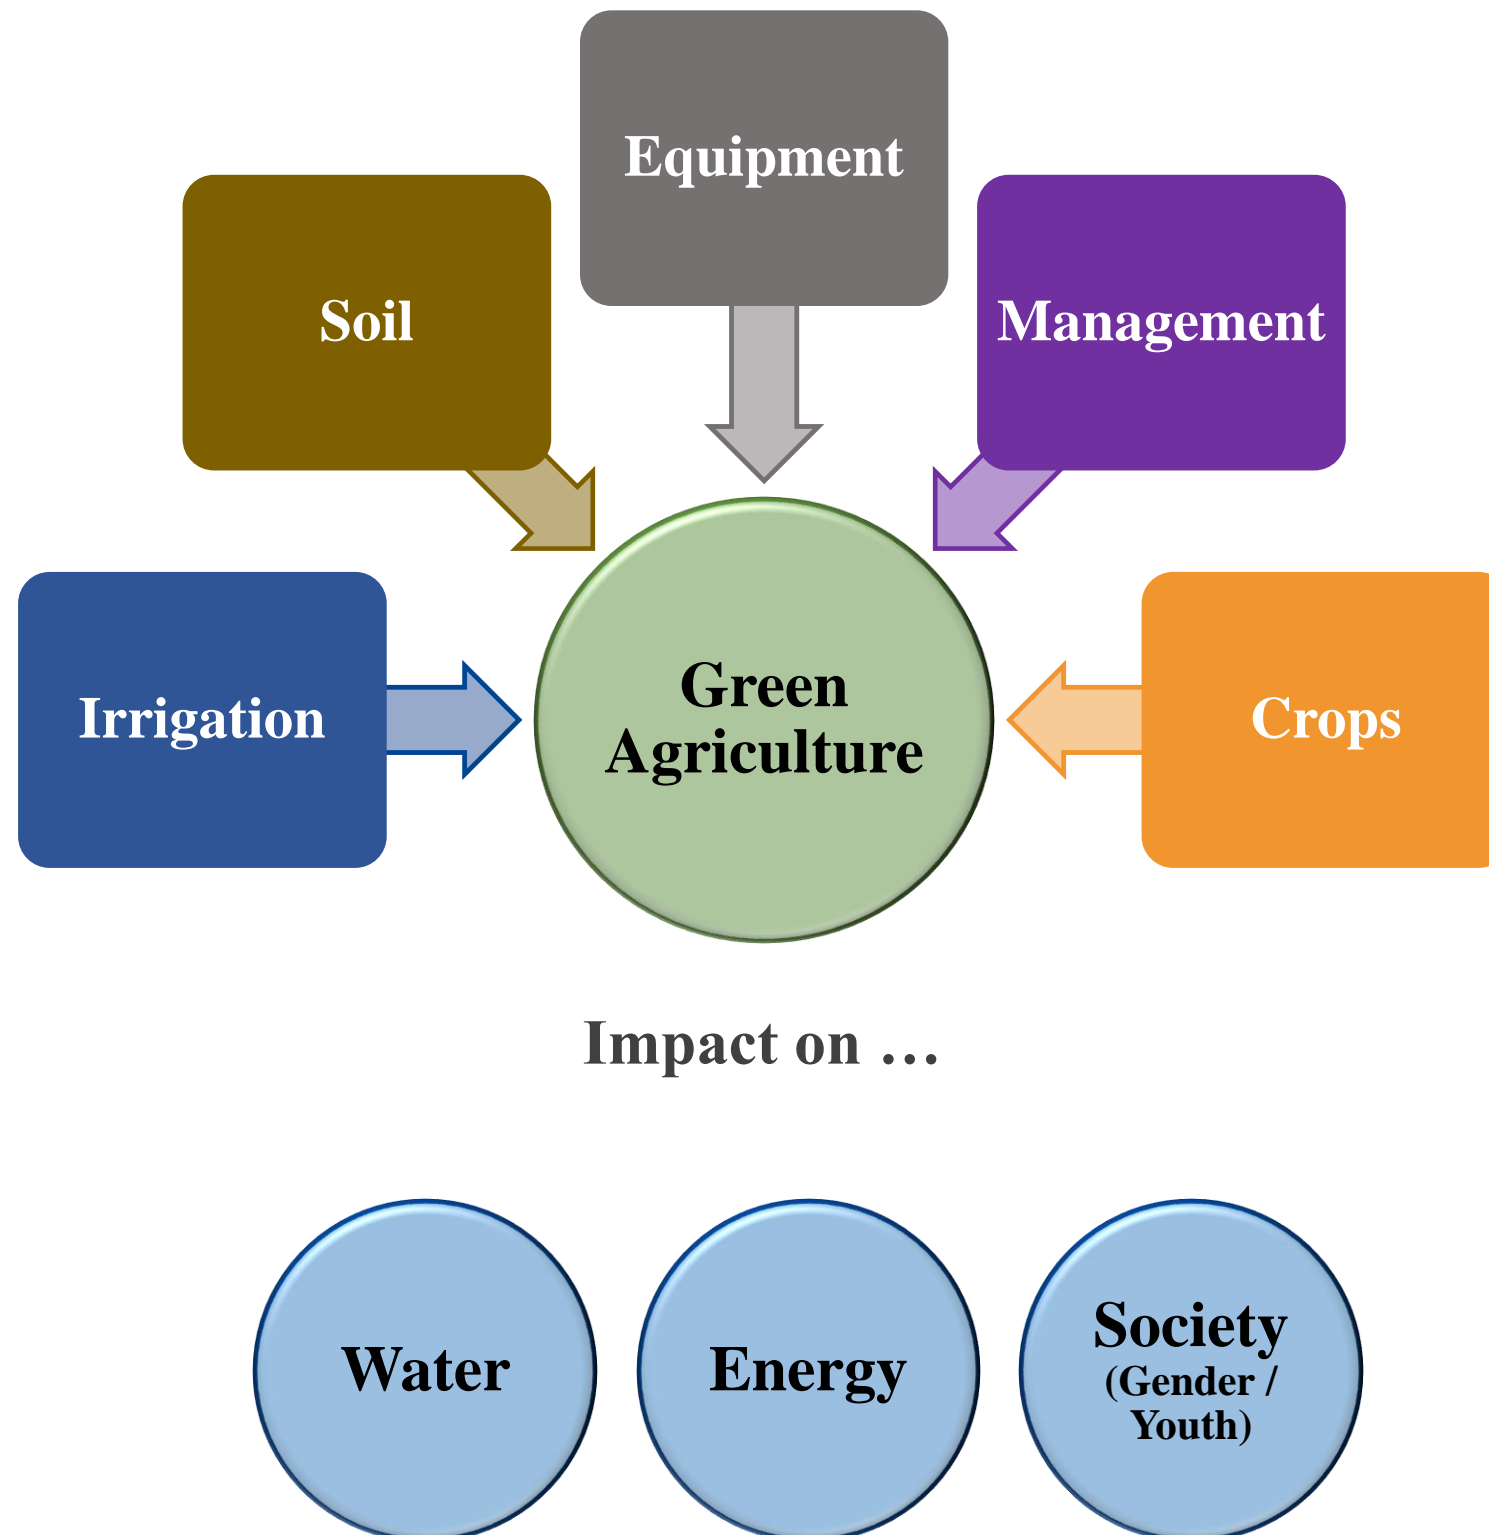 Equipment
Soil
Management
Irrigation
Green
Agriculture
Crops
Impact on …
Water
Energy
Society
(Gender /
Youth)